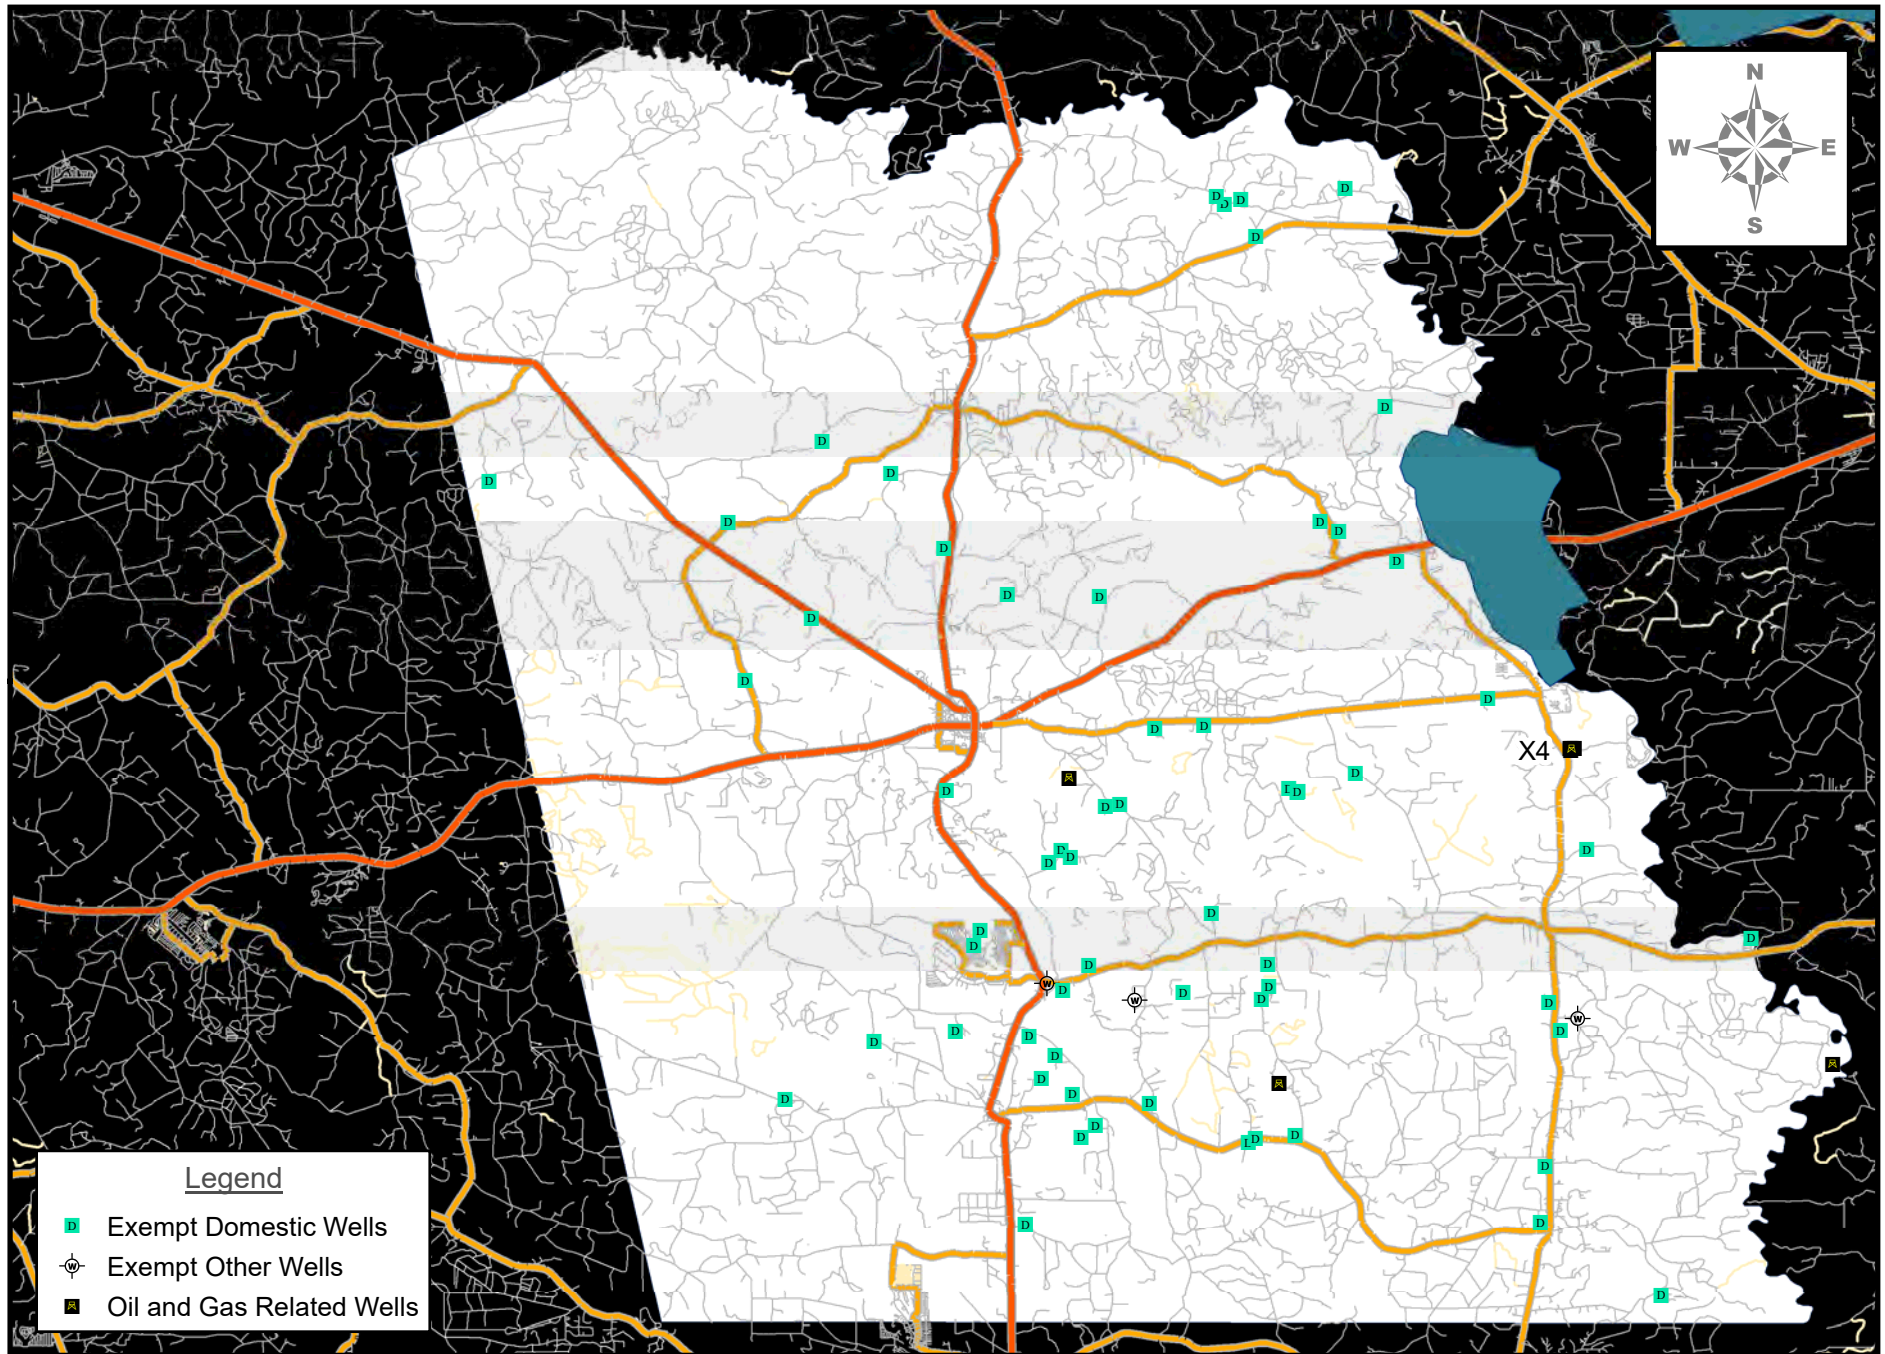 N
W E
S
X4
Legend
D Exempt Domestic Wells
W Exempt Other Wells
Oil and Gas Related Wells